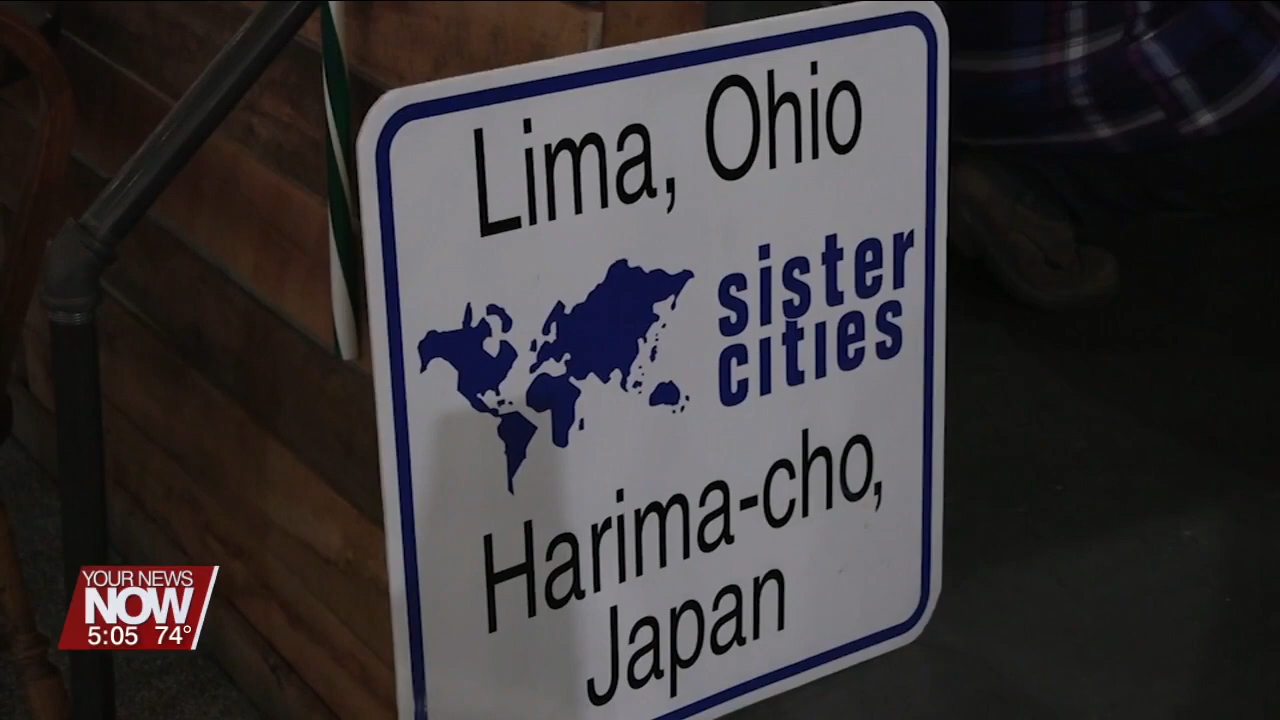 Lima, Ohio
sister
cities
Harima-cho,
Japan
YOUR NEWS
NOW
5:05 74°